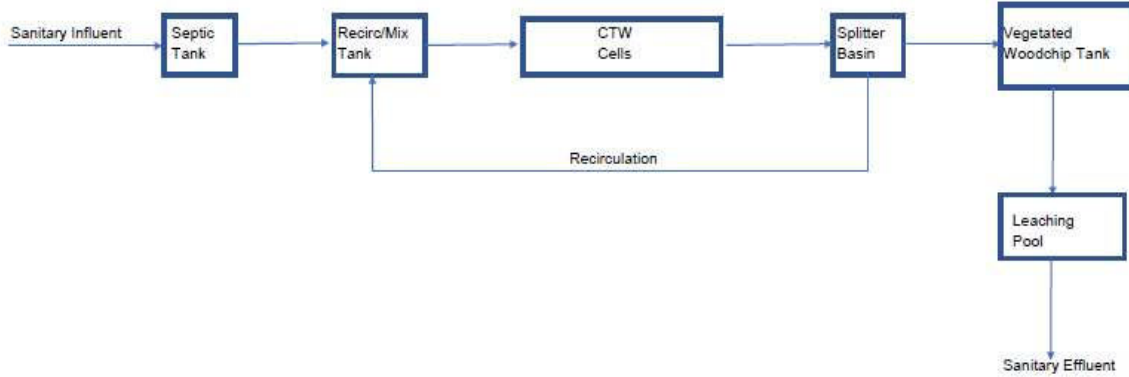 Sanitary Influent
Septic
Tank
Recirc/Mix
Tank
CTW
Cells
Splitter
Basin
Vegetated
Woodchip Tank
Recirculation
Leaching
Pool
Sanitary Effluent